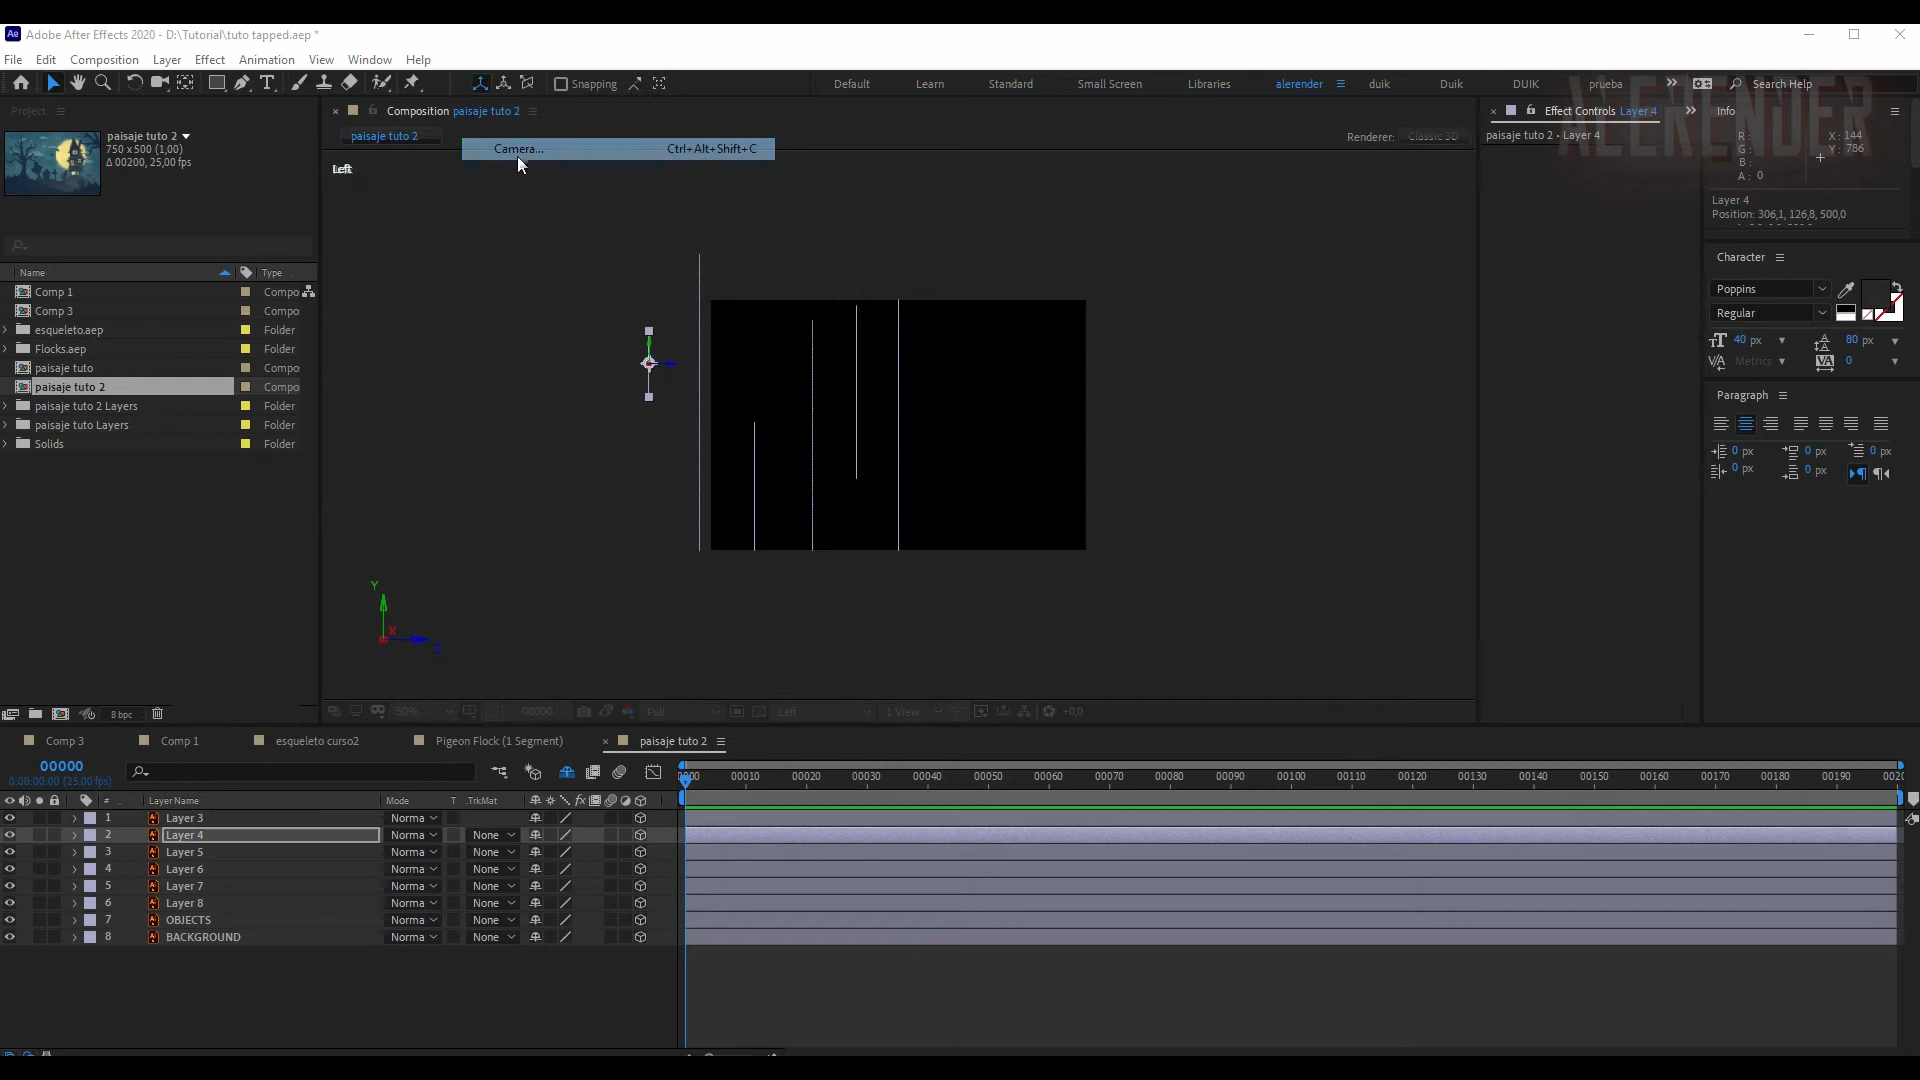 Adobe After Effects 2020 - D:\Tutorial\tuto tapped.aep *
File Edit Composition Layer Effect Animation View Window Help
Snapping Default Learn Standard Small Screen Libraries alerender duik Duik DUIK prueba Search Help
Project
paisaje tuto 2
750 x 500 (1,00)
Δ 00200, 25,00 fps
Name Type
Comp 1 Compo
Comp 3 Compo
esqueleto.aep Folder
Flocks.aep Folder
paisaje tuto Compo
paisaje tuto 2 Compo
paisaje tuto 2 Layers Folder
paisaje tuto Layers Folder
Solids Folder
8 bpc
Composition paisaje tuto 2
paisaje tuto 2
Camera... Ctrl+Alt+Shift+C
Renderer: Classic 3D
Left
Y
X
Z
50% 00000 Full Left 1 View +0,0
Effect Controls Layer 4
paisaje tuto 2 • Layer 4
ALERENDER
Info
R: X: 144
G: Y: 786
B:
A: 0
Layer 4
Position: 306,1, 126,8, 500,0
Character
Poppins
Regular
40 px 80 px
Metrics 0
Paragraph
0 px 0 px 0 px
0 px 0 px
Comp 3 Comp 1 esqueleto curso2 Pigeon Flock (1 Segment) paisaje tuto 2
00000
0:00:00:00 (25.00 fps)
00010 00020 00030 00040 00050 00060 00070 00080 00090 00100 00110 00120 00130 00140 00150 00160 00170 00180 00190
# Layer Name Mode T .TrkMat
1 Layer 3 Norma
2 Layer 4 Norma None
3 Layer 5 Norma None
4 Layer 6 Norma None
5 Layer 7 Norma None
6 Layer 8 Norma None
7 OBJECTS Norma None
8 BACKGROUND Norma None